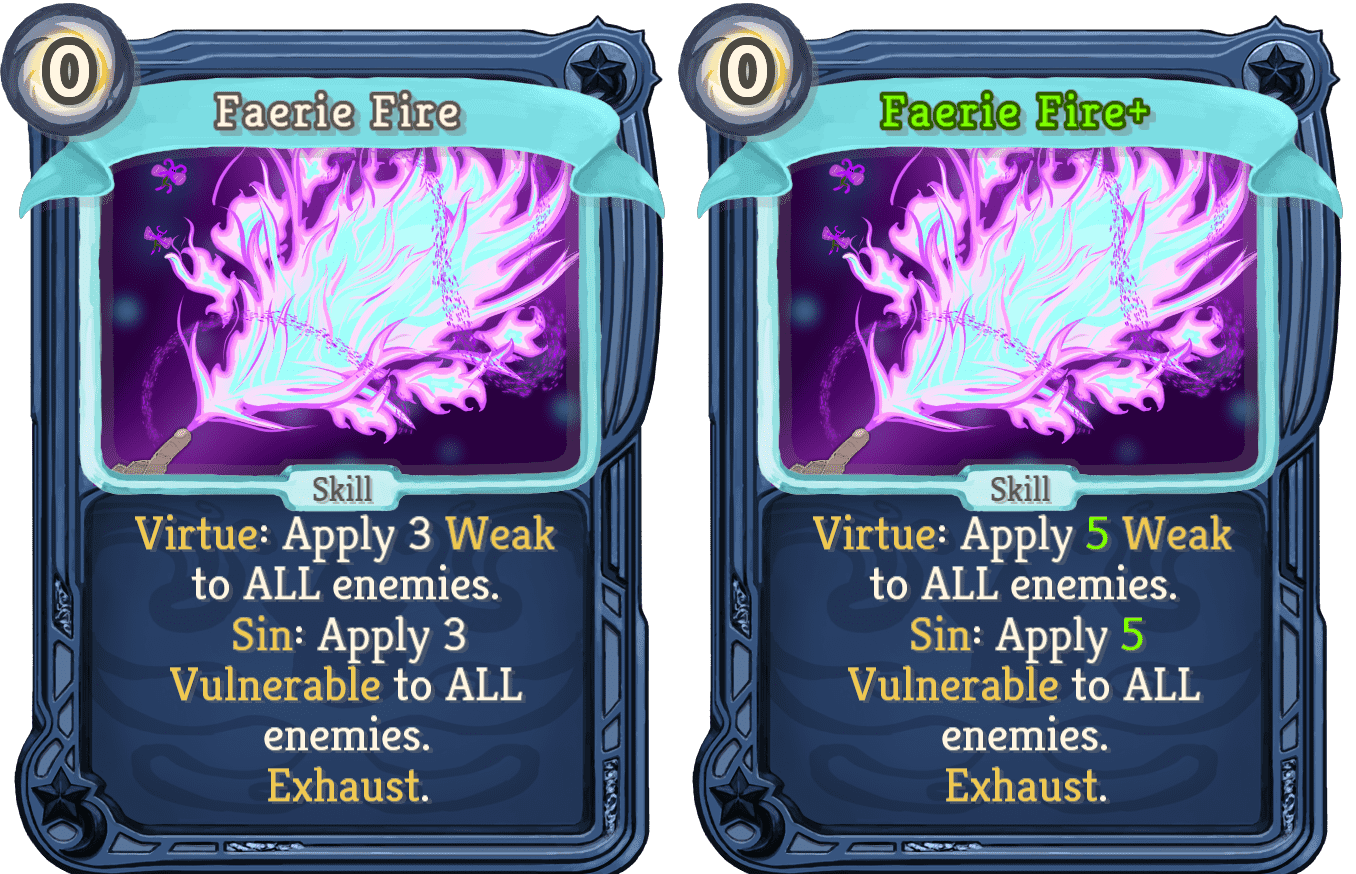 0
Faerie Fire
Skill
Virtue: Apply 3 Weak
to ALL enemies.
Sin: Apply 3
Vulnerable to ALL
enemies.
Exhaust.
0
Faerie Fire+
Skill
Virtue: Apply 5 Weak
to ALL enemies.
Sin: Apply 5
Vulnerable to ALL
enemies.
Exhaust.